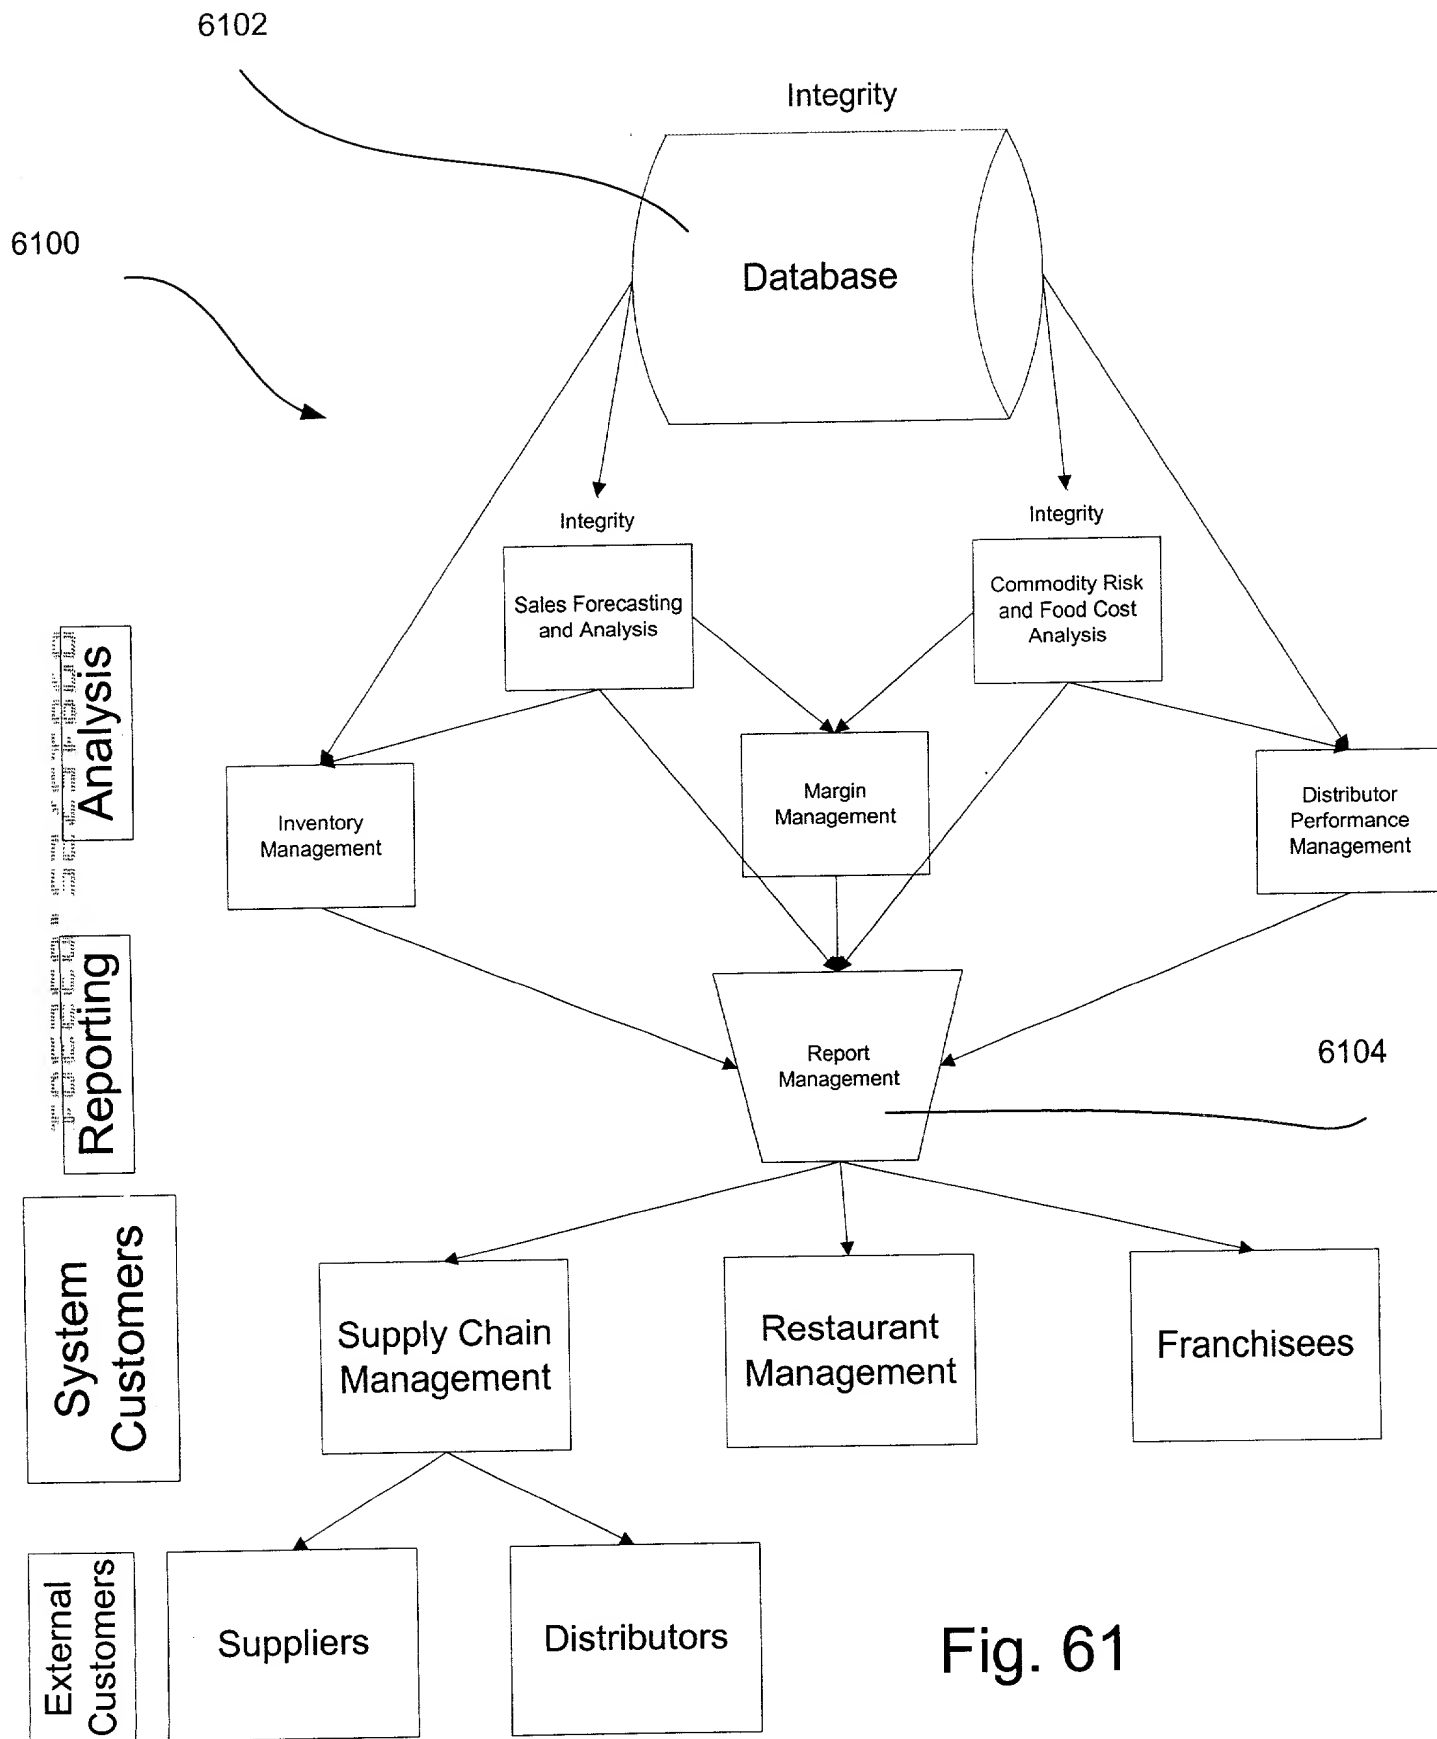 6102
Integrity
6100
Database
Integrity
Integrity
Sales Forecasting
and Analysis
Commodity Risk
and Food Cost
Analysis
Analysis
Inventory
Management
Margin
Management
Distributor
Performance
Management
Reporting
Report
Management
6104
System
Customers
Supply Chain
Management
Restaurant
Management
Franchisees
External
Customers
Suppliers
Distributors
Fig. 61